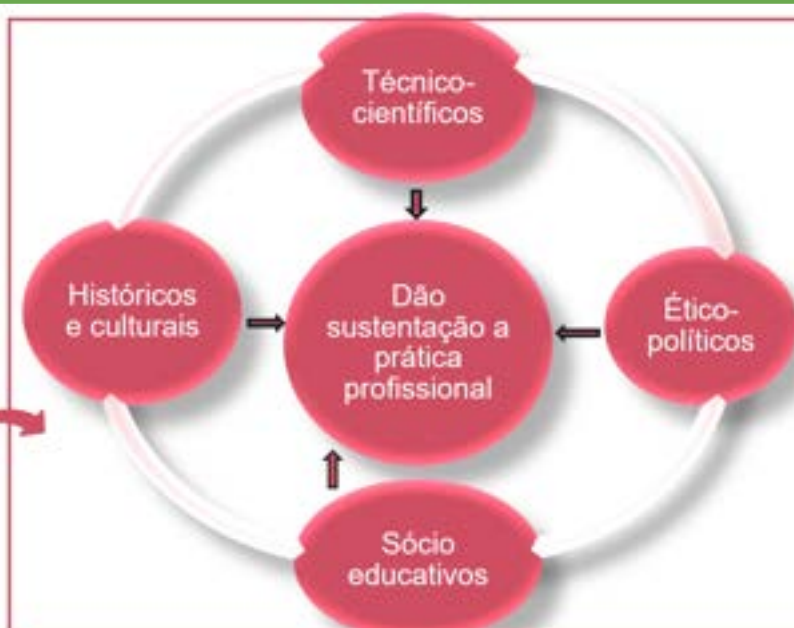 Técnico-
científicos
Históricos
e culturais
Dão
sustentação a
prática
profissional
Ético-
políticos
Sócio
educativos